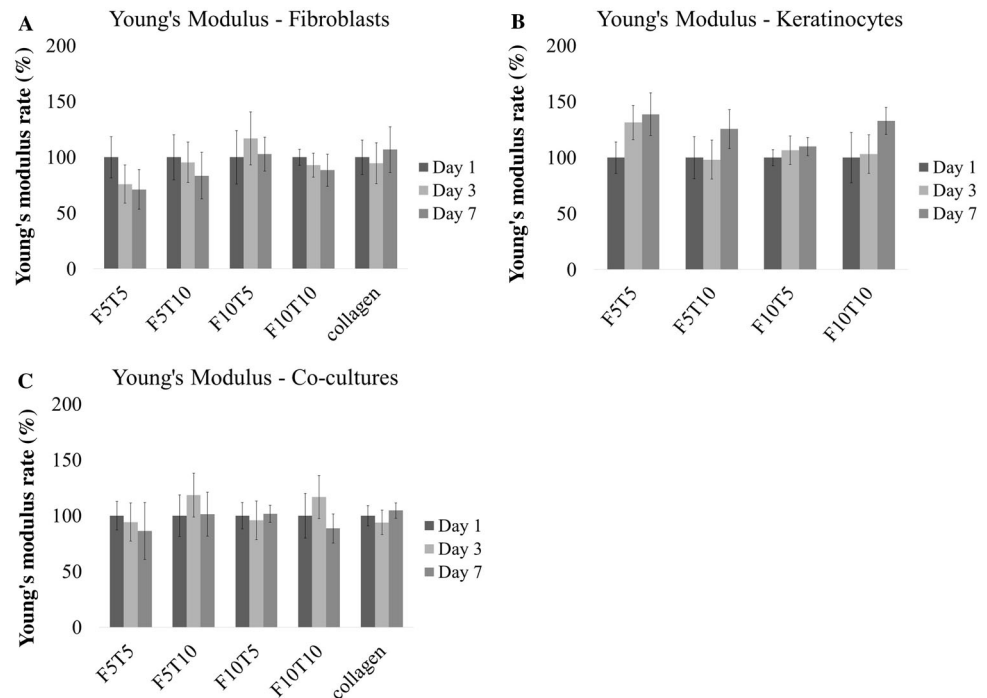 A
Young's Modulus - Fibroblasts
Young's modulus rate (%)
200
150
100
50
0
F5T5
F5T10
F10T5
F10T10
collagen
Day 1
Day 3
Day 7
B
Young's Modulus - Keratinocytes
Young's modulus rate (%)
200
150
100
50
0
F5T5
F5T10
F10T5
F10T10
Day 1
Day 3
Day 7
C
Young's Modulus - Co-cultures
Young's modulus rate (%)
200
150
100
50
0
F5T5
F5T10
F10T5
F10T10
collagen
Day 1
Day 3
Day 7